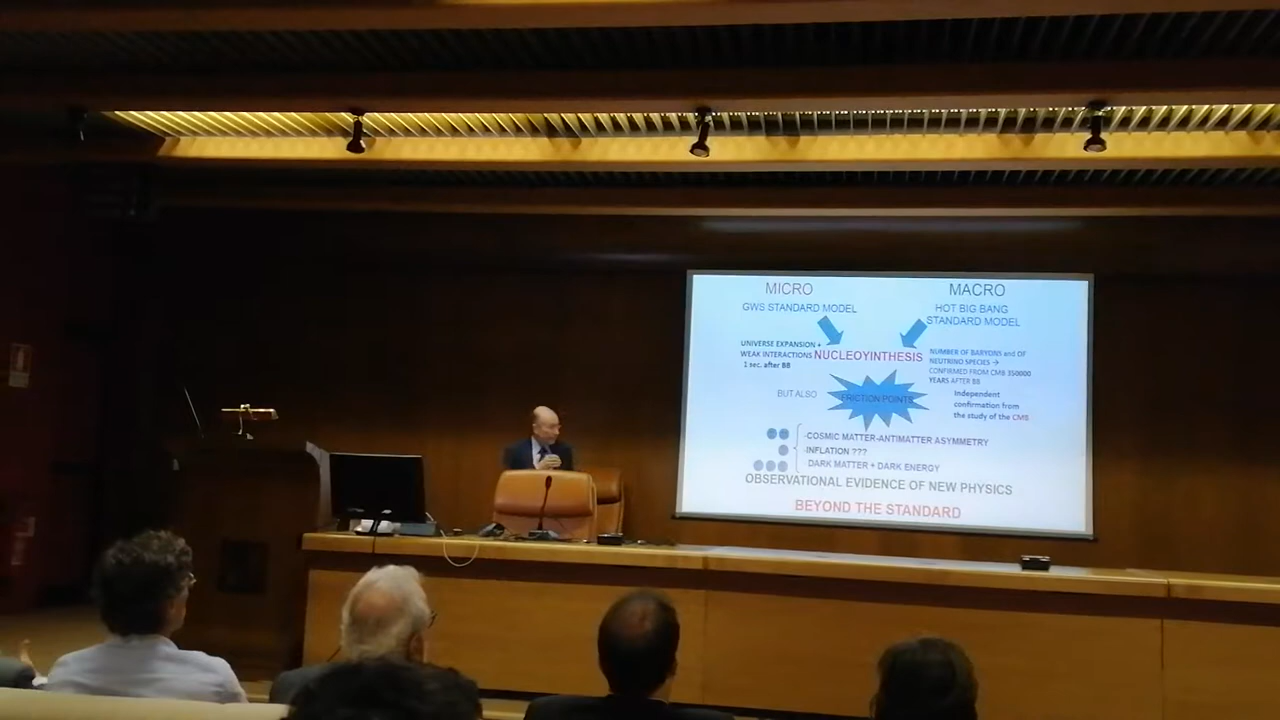 MICRO
MACRO
GWS STANDARD MODEL
HOT BIG BANG
STANDARD MODEL
UNIVERSE EXPANSION +
WEAK INTERACTIONS
1 sec. after BB
NUCLEOYINTHESIS
NUMBER OF BARYONS and OF
NEUTRINO SPECIES →
CONFIRMED FROM CMB 350000
YEARS AFTER BB
BUT ALSO
FRICTION POINTS
Independent
confirmation from
the study of the CMB
-COSMIC MATTER-ANTIMATTER ASYMMETRY
-INFLATION ???
DARK MATTER + DARK ENERGY
OBSERVATIONAL EVIDENCE OF NEW PHYSICS
BEYOND THE STANDARD